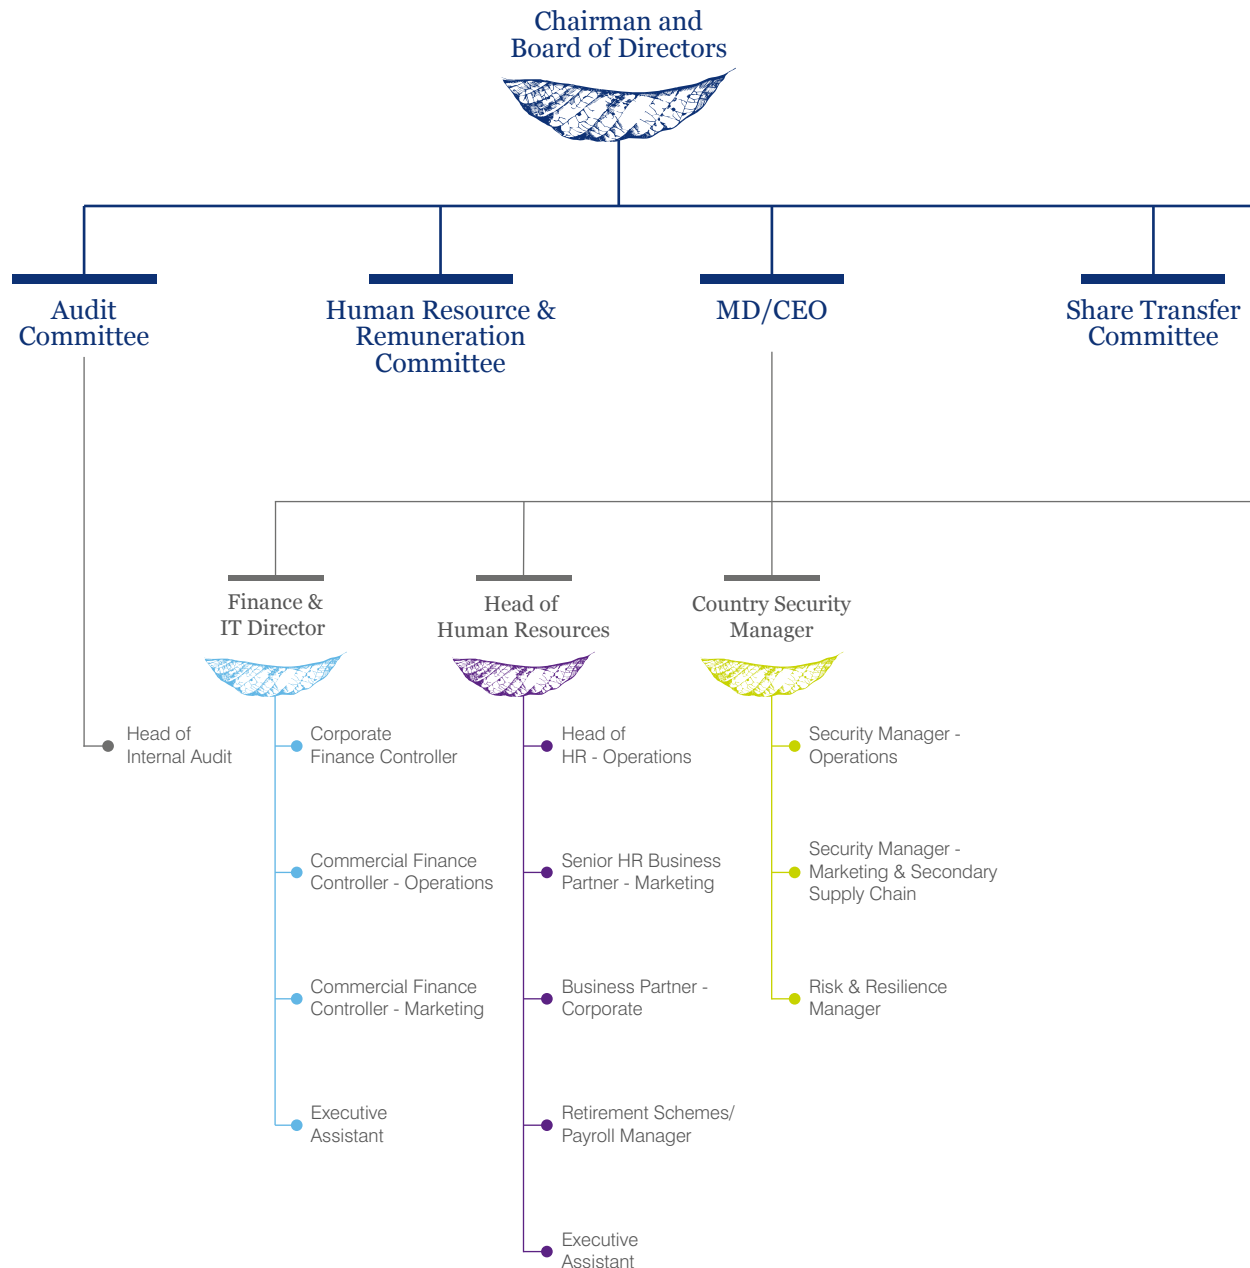 Chairman and
Board of Directors
Audit
Committee
Human Resource &
Remuneration
Committee
MD/CEO
Share Transfer
Committee
Finance &
IT Director
Head of
Human Resources
Country Security
Manager
Head of
Internal Audit
Corporate
Finance Controller
Commercial Finance
Controller - Operations
Commercial Finance
Controller - Marketing
Executive
Assistant
Head of
HR - Operations
Senior HR Business
Partner - Marketing
Business Partner -
Corporate
Retirement Schemes/
Payroll Manager
Executive
Assistant
Security Manager -
Operations
Security Manager -
Marketing & Secondary
Supply Chain
Risk & Resilience
Manager